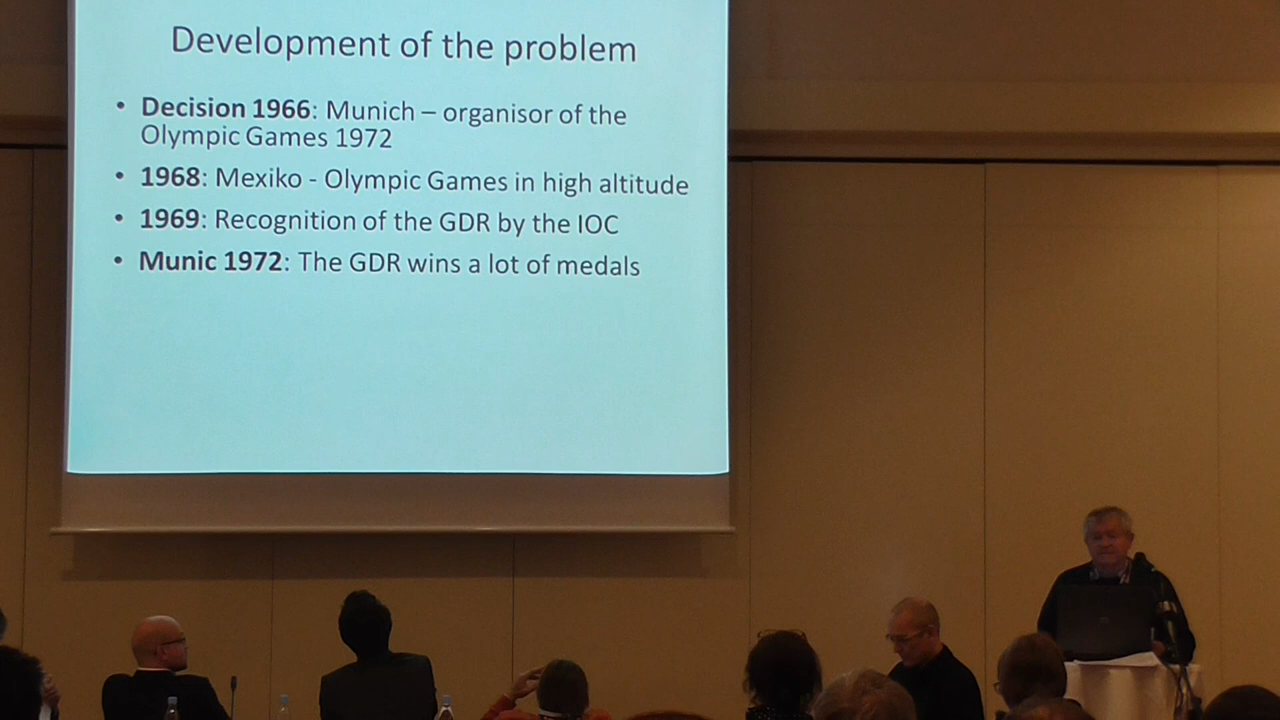 Development of the problem
• Decision 1966: Munich – organisor of the
Olympic Games 1972
• 1968: Mexiko - Olympic Games in high altitude
• 1969: Recognition of the GDR by the IOC
• Munic 1972: The GDR wins a lot of medals